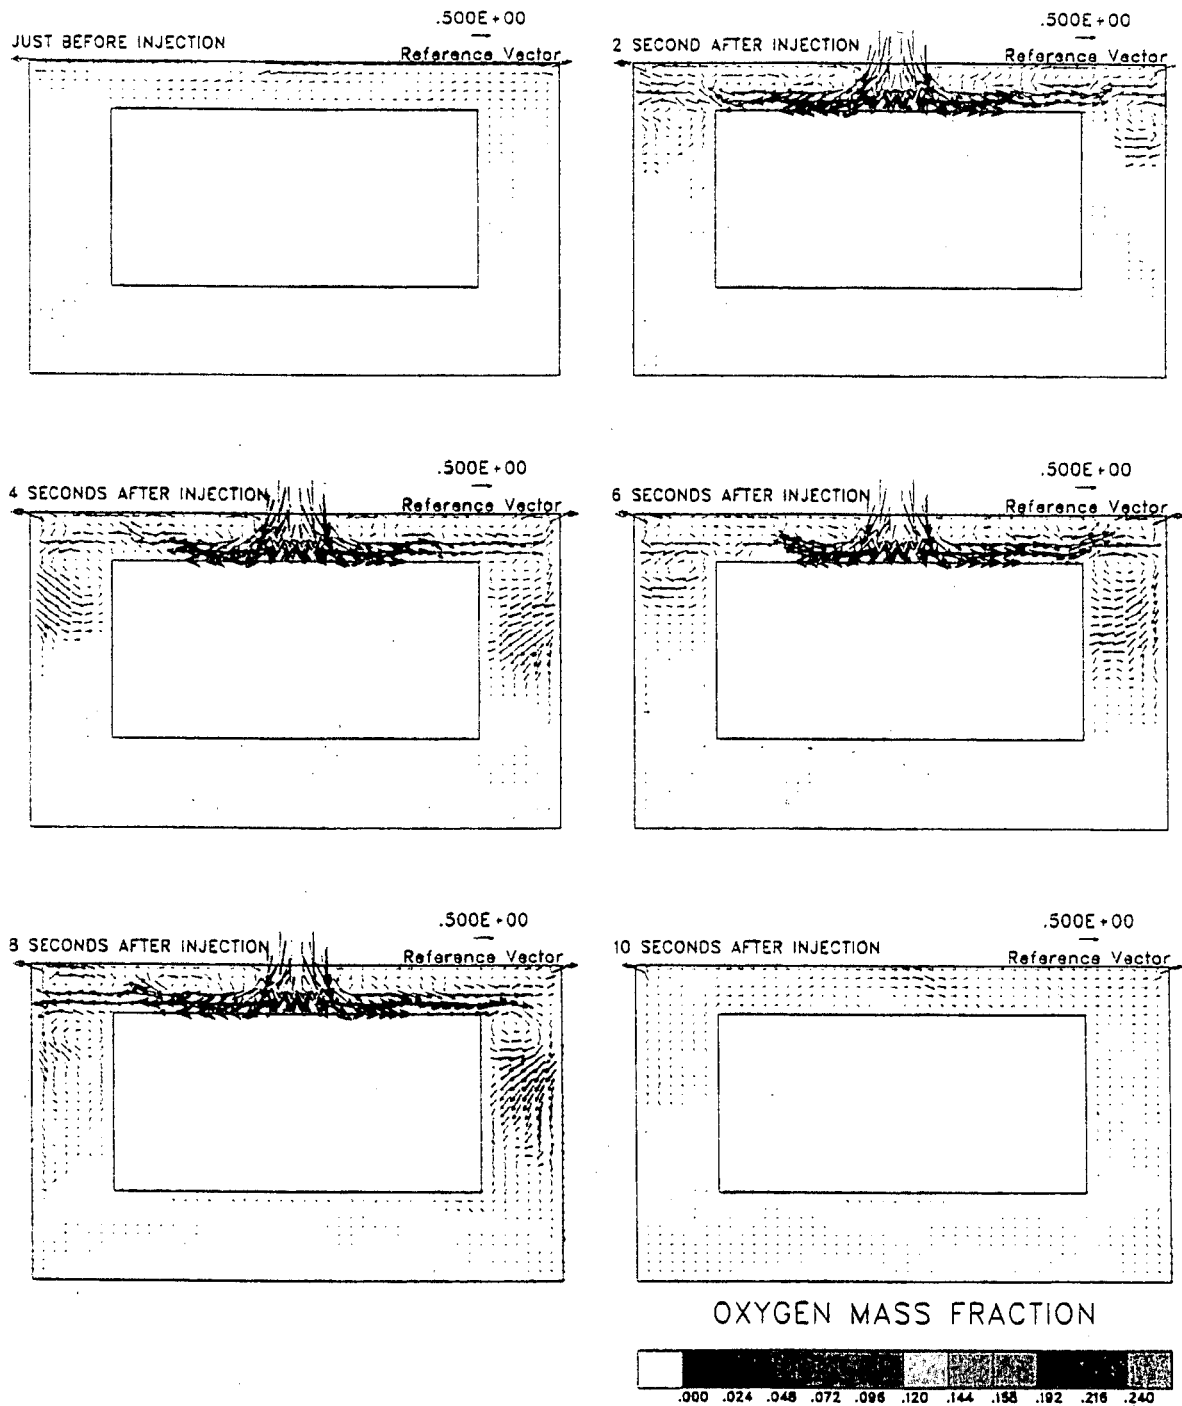 .500E+00
JUST BEFORE INJECTION
Reference Vector
.500E+00
2 SECOND AFTER INJECTION
Reference Vector
.500E+00
4 SECONDS AFTER INJECTION
Reference Vector
.500E+00
6 SECONDS AFTER INJECTION
Reference Vector
.500E+00
8 SECONDS AFTER INJECTION
Reference Vector
.500E+00
10 SECONDS AFTER INJECTION
Reference Vector
OXYGEN MASS FRACTION
.000 .024 .048 .072 .096 .120 .144 .168 .192 .216 .240